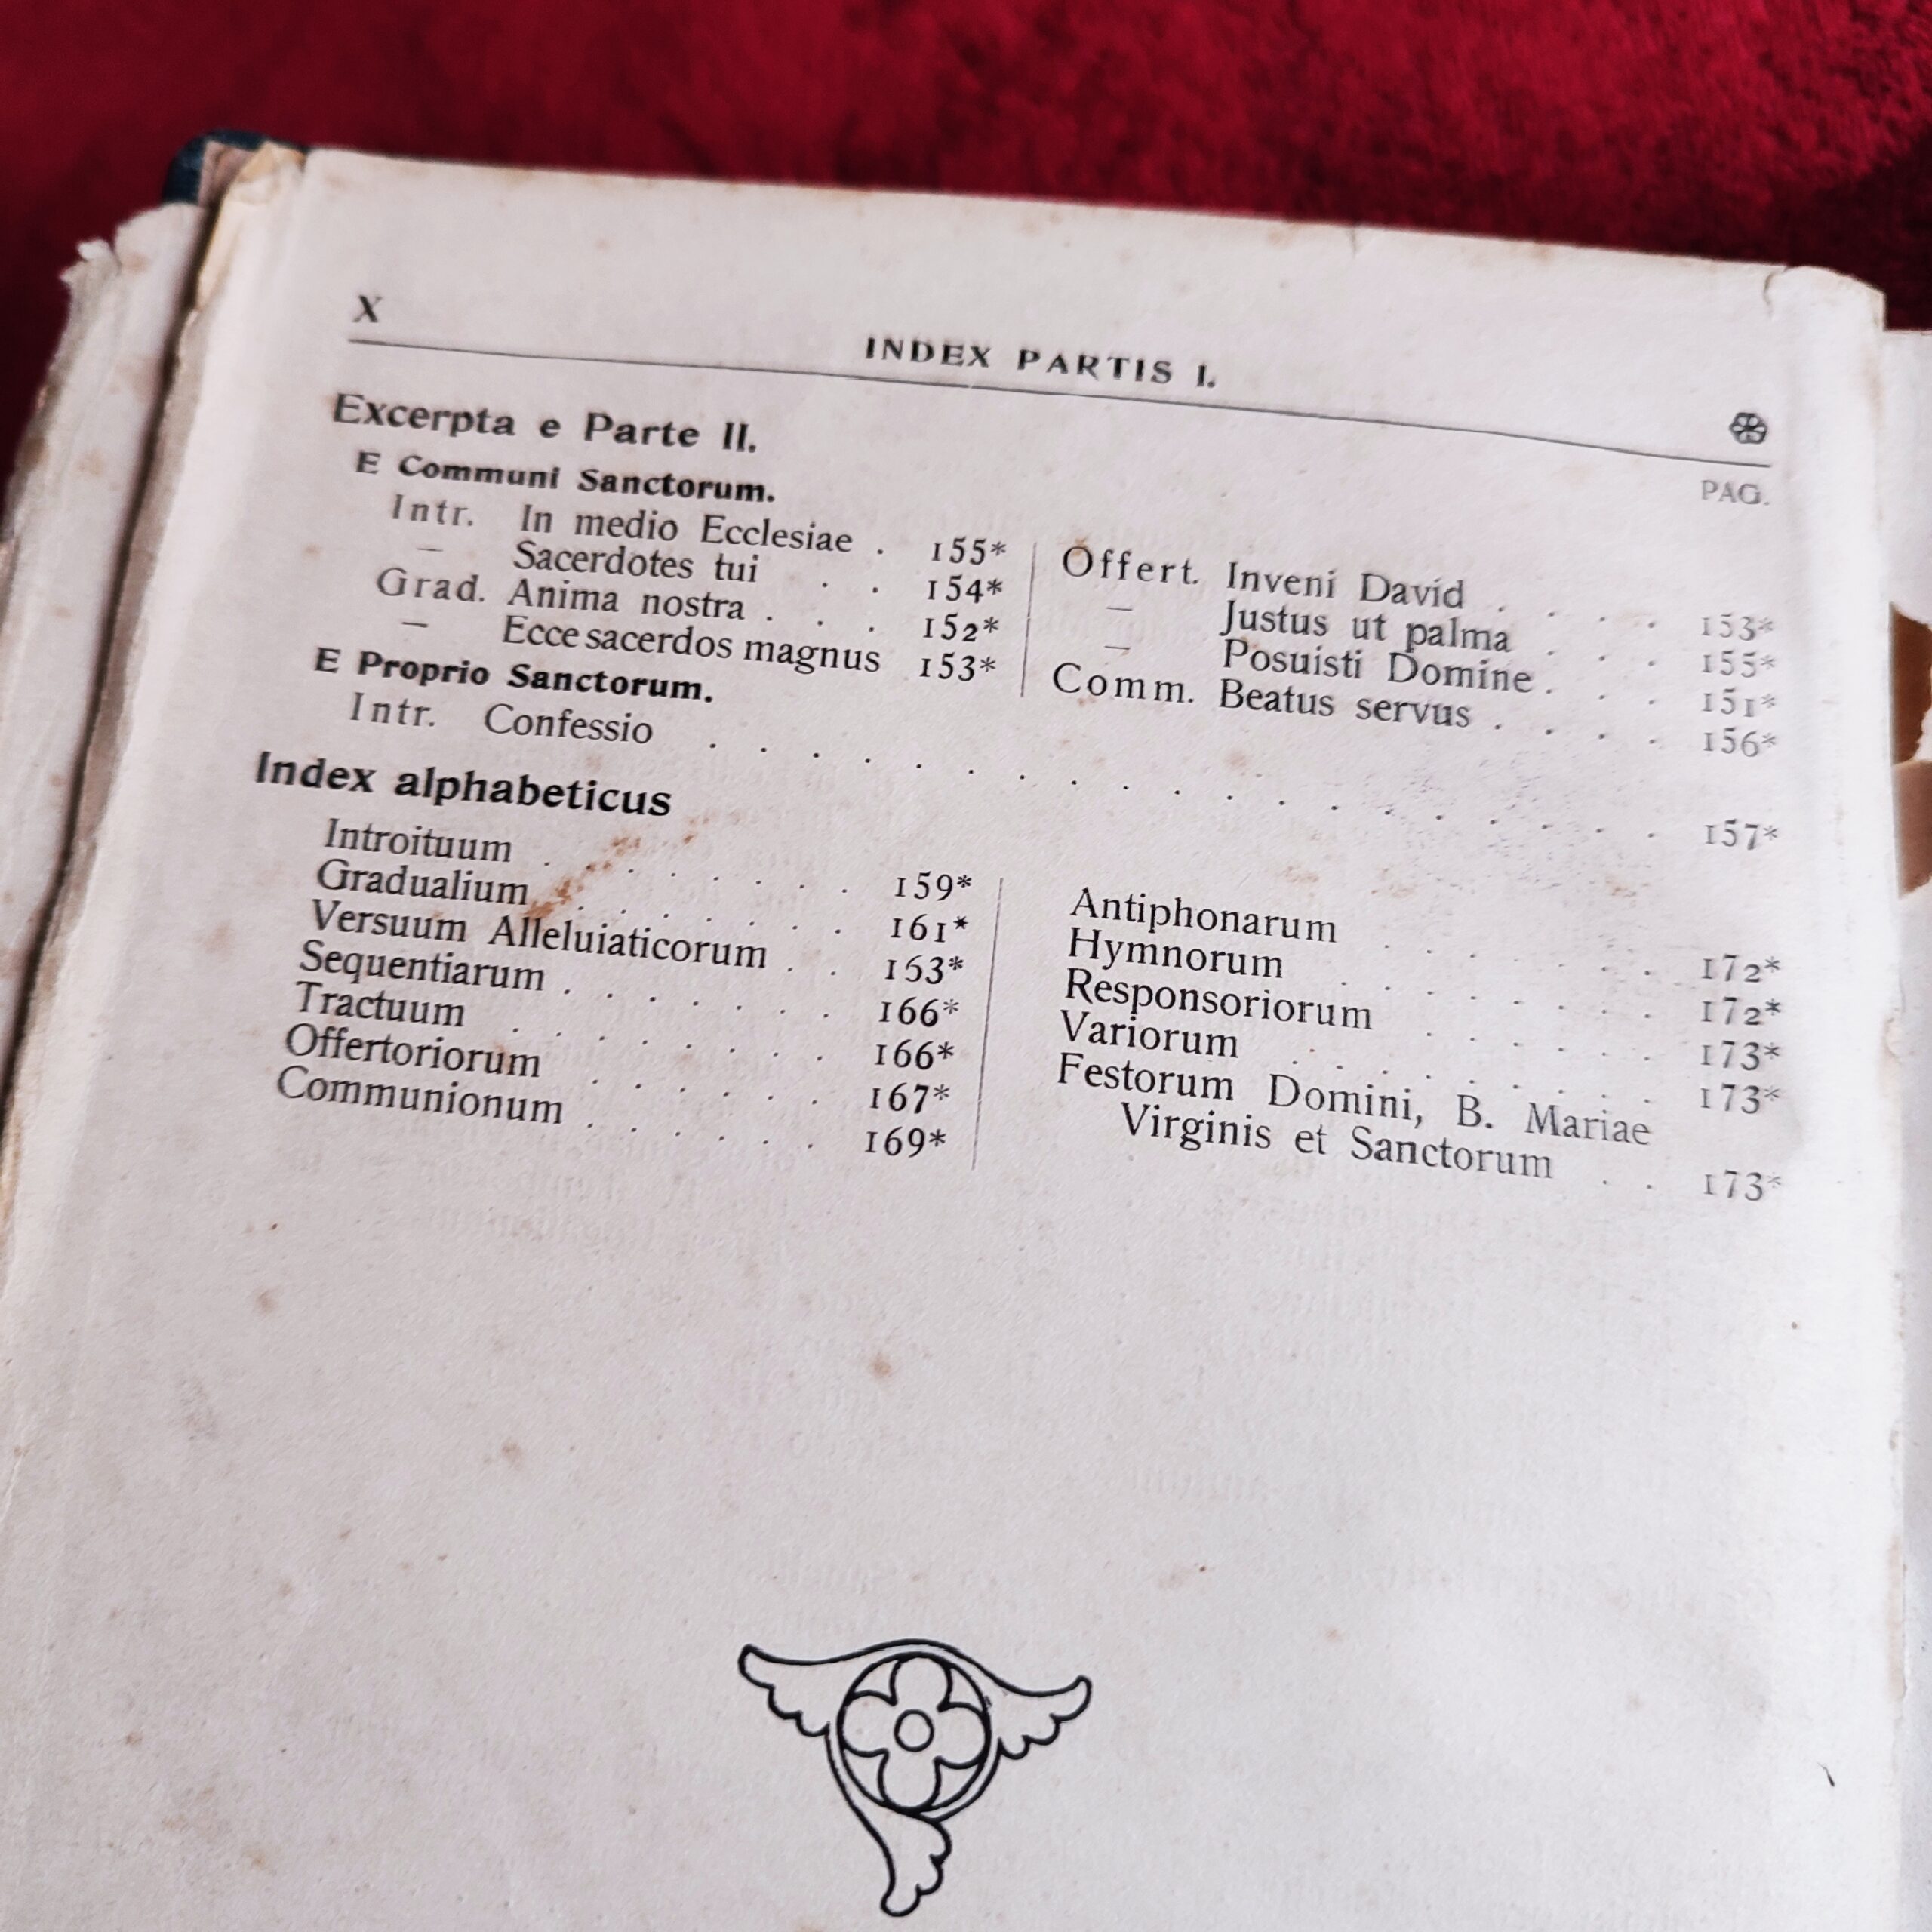 X
INDEX PARTIS I.
Excerpta e Parte II.
PAG.
E Communi Sanctorum.
Intr. In medio Ecclesiae . 155*
— Sacerdotes tui . . 154*
Grad. Anima nostra . . . 152*
— Ecce sacerdos magnus 153*
Offert. Inveni David . . . . 153*
— Justus ut palma . . . 155*
— Posuisti Domine . . . 151*
Comm. Beatus servus . . . . 156*
E Proprio Sanctorum.
Intr. Confessio . . . . . . . . . . . . . . . . . . . 157*
Index alphabeticus
Introituum . . . . . . . 159*
Gradualium . . . . . . 161*
Versuum Alleluiaticorum . . 163*
Sequentiarum . . . . . . 166*
Tractuum . . . . . . . 166*
Offertoriorum . . . . . 167*
Communionum . . . . . 169*
Antiphonarum . . . . . . 172*
Hymnorum . . . . . . . 172*
Responsoriorum . . . . . 173*
Variorum . . . . . . . . 173*
Festorum Domini, B. Mariae
Virginis et Sanctorum . . 173*